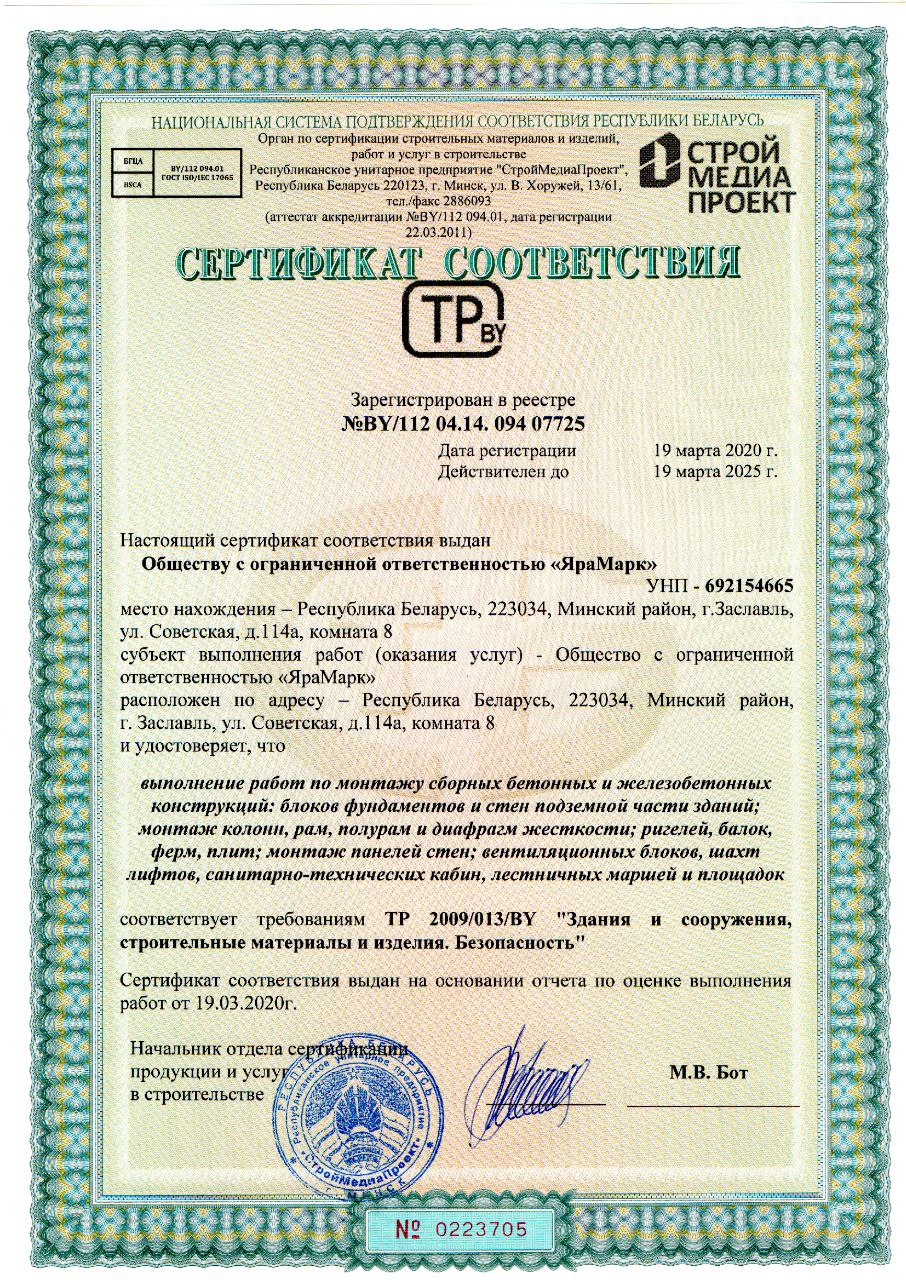 НАЦИОНАЛЬНАЯ СИСТЕМА ПОДТВЕРЖДЕНИЯ СООТВЕТСТВИЯ РЕСПУБЛИКИ БЕЛАРУСЬ
Орган по сертификации строительных материалов и изделий,
работ и услуг в строительстве
Республиканское унитарное предприятие "СтройМедиаПроект",
Республика Беларусь 220123, г. Минск, ул. В. Хоружей, 13/61,
тел./факс 2886093
(аттестат аккредитации №BY/112 094.01, дата регистрации
22.03.2011)
БГЦА
BSCA
BY/112 094.01
ГОСТ ISO/IEC 17065
СТРОЙ
МЕДИА
ПРОЕКТ
СЕРТИФИКАТ СООТВЕТСТВИЯ
ТР BY
Зарегистрирован в реестре
№BY/112 04.14. 094 07725
Дата регистрации 19 марта 2020 г.
Действителен до 19 марта 2025 г.
Настоящий сертификат соответствия выдан
Обществу с ограниченной ответственностью «ЯраМарк»
УНП - 692154665
место нахождения – Республика Беларусь, 223034, Минский район, г.Заславль,
ул. Советская, д.114а, комната 8
субъект выполнения работ (оказания услуг) - Общество с ограниченной
ответственностью «ЯраМарк»
расположен по адресу – Республика Беларусь, 223034, Минский район,
г. Заславль, ул. Советская, д.114а, комната 8
и удостоверяет, что
выполнение работ по монтажу сборных бетонных и железобетонных
конструкций: блоков фундаментов и стен подземной части зданий;
монтаж колонн, рам, полурам и диафрагм жесткости; ригелей, балок,
ферм, плит; монтаж панелей стен; вентиляционных блоков, шахт
лифтов, санитарно-технических кабин, лестничных маршей и площадок
соответствует требованиям ТР 2009/013/BY "Здания и сооружения,
строительные материалы и изделия. Безопасность"
Сертификат соответствия выдан на основании отчета по оценке выполнения
работ от 19.03.2020г.
Начальник отдела сертификации
продукции и услуг
в строительстве
М.В. Бот
РЕСПУБЛИКА БЕЛАРУСЬ
Республиканское унитарное предприятие
«СтройМедиаПроект»
г. МИНСК
№ 0223705